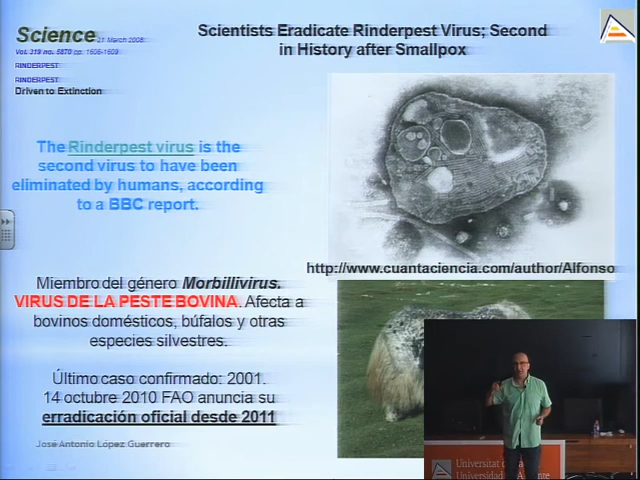 Scientists Eradicate Rinderpest Virus; Second
in History after Smallpox
Science 21 March 2008:
Vol. 319 no. 5870 pp. 1606-1609
RINDERPEST
RINDERPEST
Driven to Extinction
The Rinderpest virus is the
second virus to have been
eliminated by humans, according
to a BBC report.
http://www.cuantaciencia.com/author/Alfonso
Miembro del género Morbillivirus.
VIRUS DE LA PESTE BOVINA. Afecta a
bovinos domésticos, búfalos y otras
especies silvestres.
Último caso confirmado: 2001.
14 octubre 2010 FAO anuncia su
erradicación oficial desde 2011
José Antonio López Guerrero
Universitat
Universidad